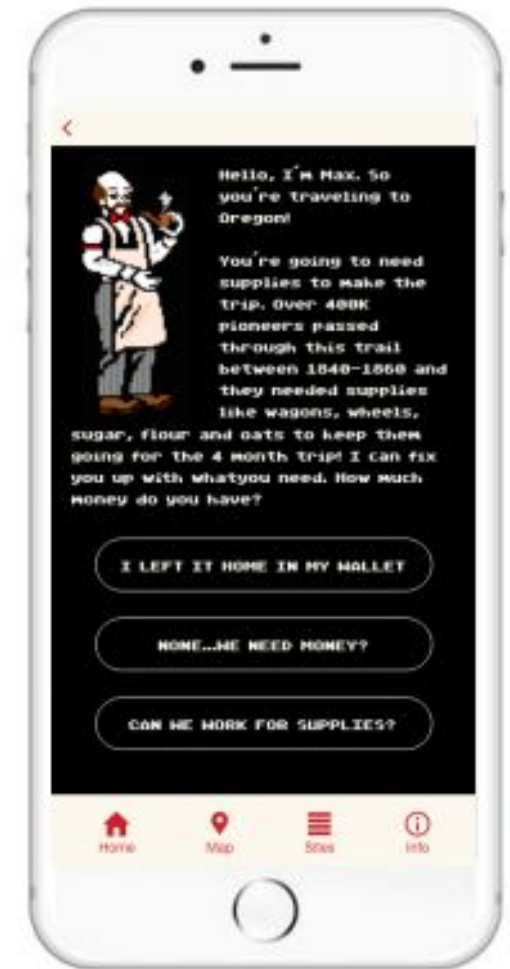 Hello, I'm Max. So
you're traveling to
Oregon!
You're going to need
supplies to make the
trip. Over 400K
pioneers passed
through this trail
between 1840-1860 and
they needed supplies
like wagons, wheels,
sugar, flour and oats to keep them
going for the 4 month trip! I can fix
you up with whatyou need. How much
money do you have?
I LEFT IT HOME IN MY WALLET
NONE...WE NEED MONEY?
CAN WE WORK FOR SUPPLIES?
Home Map Sites Info